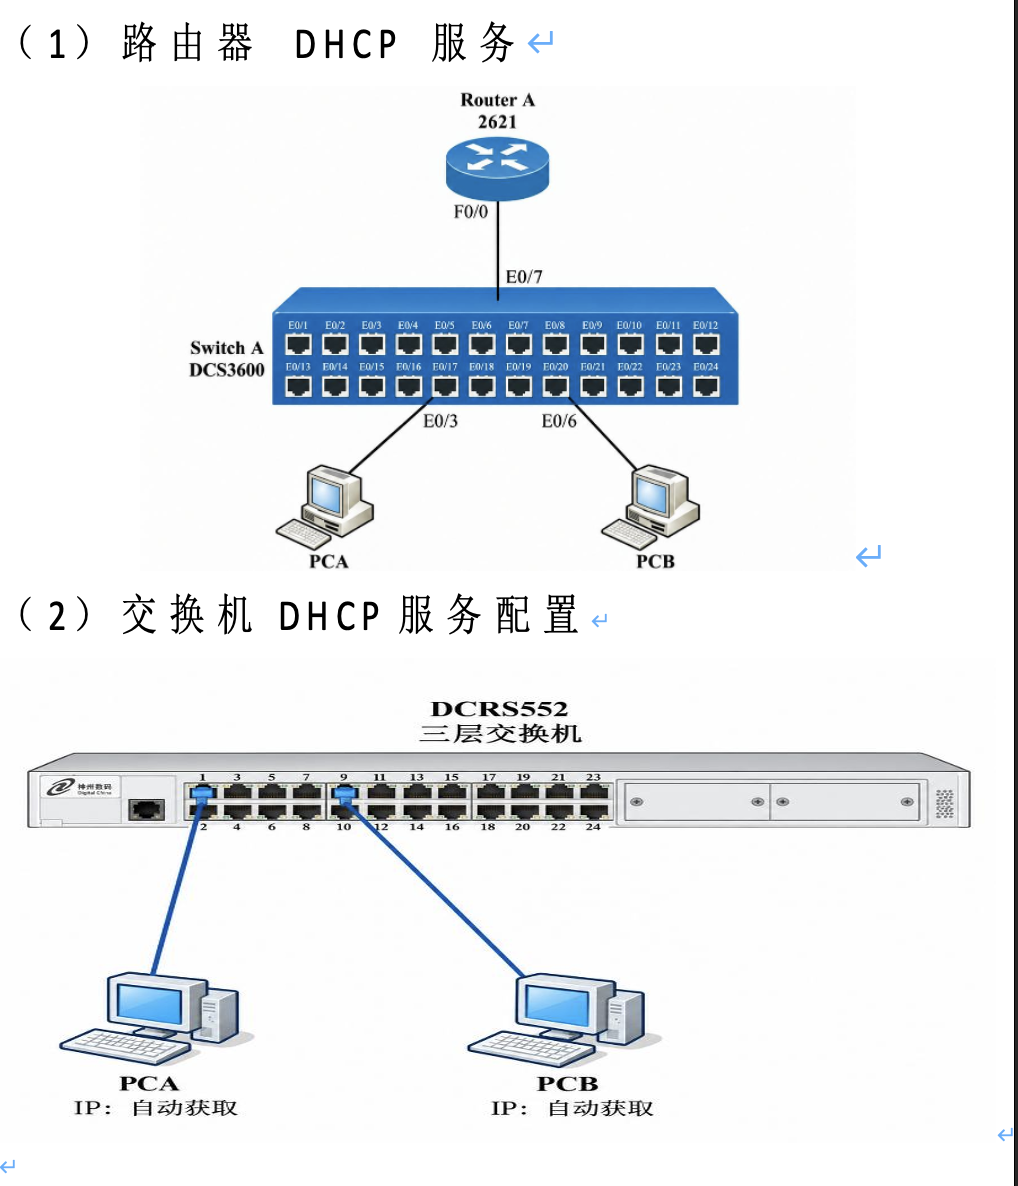 （1）路由器 DHCP 服务↵
Router A
2621
F0/0
E0/7
E0/1 E0/2 E0/3 E0/4 E0/5 E0/6 E0/7 E0/8 E0/9 E0/10 E0/11 E0/12
Switch A
DCS3600
E0/13 E0/14 E0/15 E0/16 E0/17 E0/18 E0/19 E0/20 E0/21 E0/22 E0/23 E0/24
E0/3 E0/6
PCA PCB
↵
（2）交换机 DHCP 服务配置↵
DCRS552
三层交换机
1 3 5 7 9 11 13 15 17 19 21 23
神州数码
Digital China
2 4 6 8 10 12 14 16 18 20 22 24
PCA PCB
IP：自动获取 IP：自动获取
↵
↵